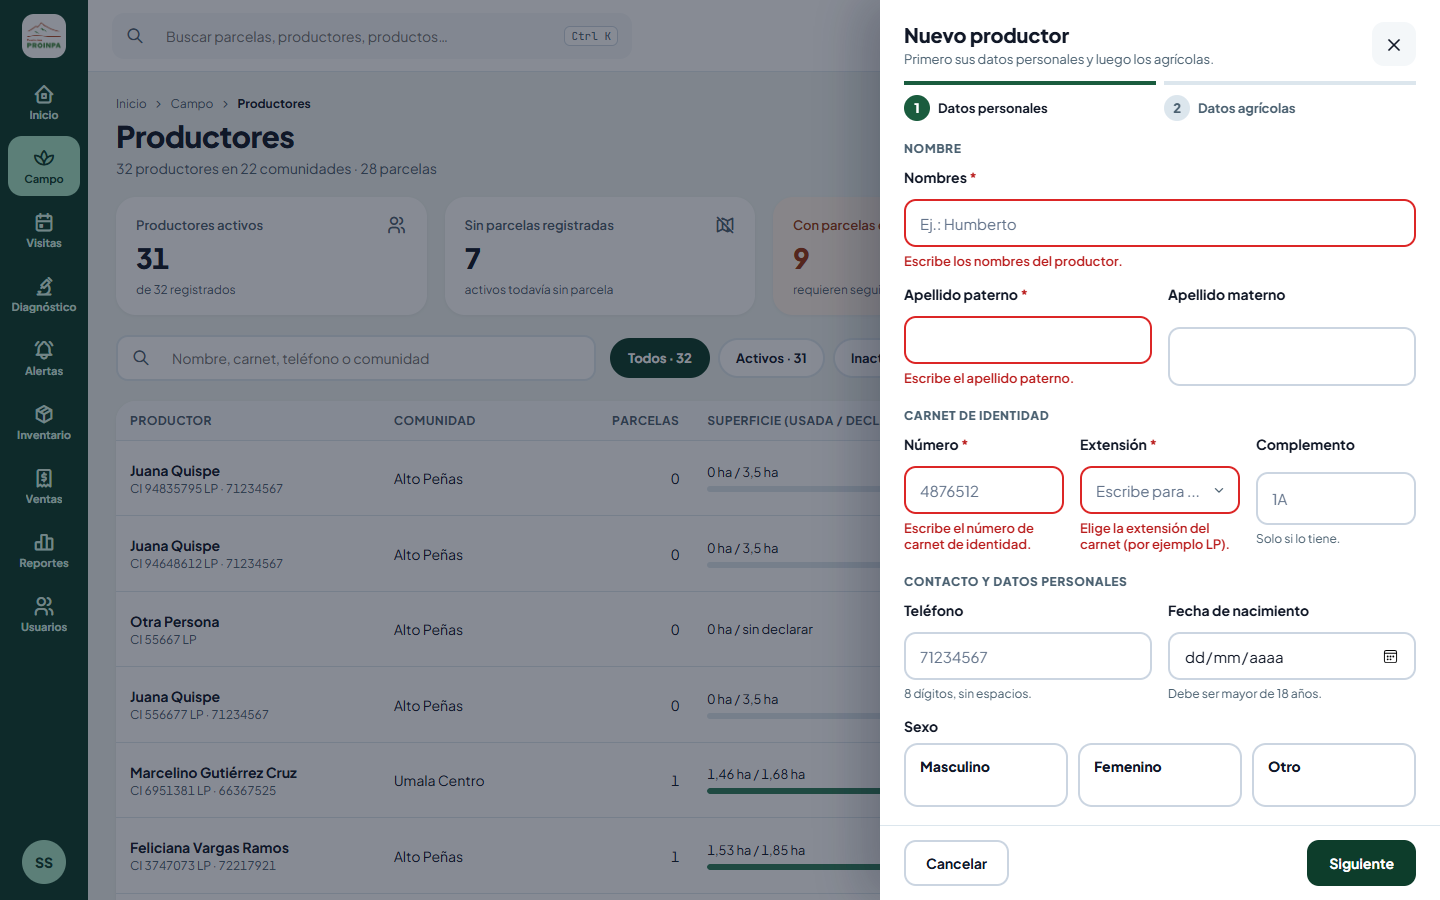 PROINPA
Buscar parcelas, productores, productos...
Ctrl K
Inicio
Campo
Visitas
Diagnóstico
Alertas
Inventario
Ventas
Reportes
Usuarios
SS
Inicio > Campo > Productores
Productores
32 productores en 22 comunidades · 28 parcelas
Productores activos
31
de 32 registrados
Sin parcelas registradas
7
activos todavía sin parcela
Con parcelas
9
requieren segui
Nombre, carnet, teléfono o comunidad
Todos · 32
Activos · 31
Inact
PRODUCTOR COMUNIDAD PARCELAS SUPERFICIE (USADA / DECL
Juana Quispe
CI 94835795 LP · 71234567
Alto Peñas
0
0 ha / 3,5 ha
Juana Quispe
CI 94648612 LP · 71234567
Alto Peñas
0
0 ha / 3,5 ha
Otra Persona
CI 55667 LP
Alto Peñas
0
0 ha / sin declarar
Juana Quispe
CI 556677 LP · 71234567
Alto Peñas
0
0 ha / 3,5 ha
Marcelino Gutiérrez Cruz
CI 6951381 LP · 66367525
Umala Centro
1
1,46 ha / 1,68 ha
Feliciana Vargas Ramos
CI 3747073 LP · 72217921
Alto Peñas
1
1,53 ha / 1,85 ha
Nuevo productor
Primero sus datos personales y luego los agrícolas.
1 Datos personales
2 Datos agrícolas
NOMBRE
Nombres *
Ej.: Humberto
Escribe los nombres del productor.
Apellido paterno *
Escribe el apellido paterno.
Apellido materno
CARNET DE IDENTIDAD
Número *
4876512
Escribe el número de
carnet de identidad.
Extensión *
Escribe para ...
Elige la extensión del
carnet (por ejemplo LP).
Complemento
1A
Solo si lo tiene.
CONTACTO Y DATOS PERSONALES
Teléfono
71234567
8 dígitos, sin espacios.
Fecha de nacimiento
dd/mm/aaaa
Debe ser mayor de 18 años.
Sexo
Masculino
Femenino
Otro
Cancelar
Siguiente